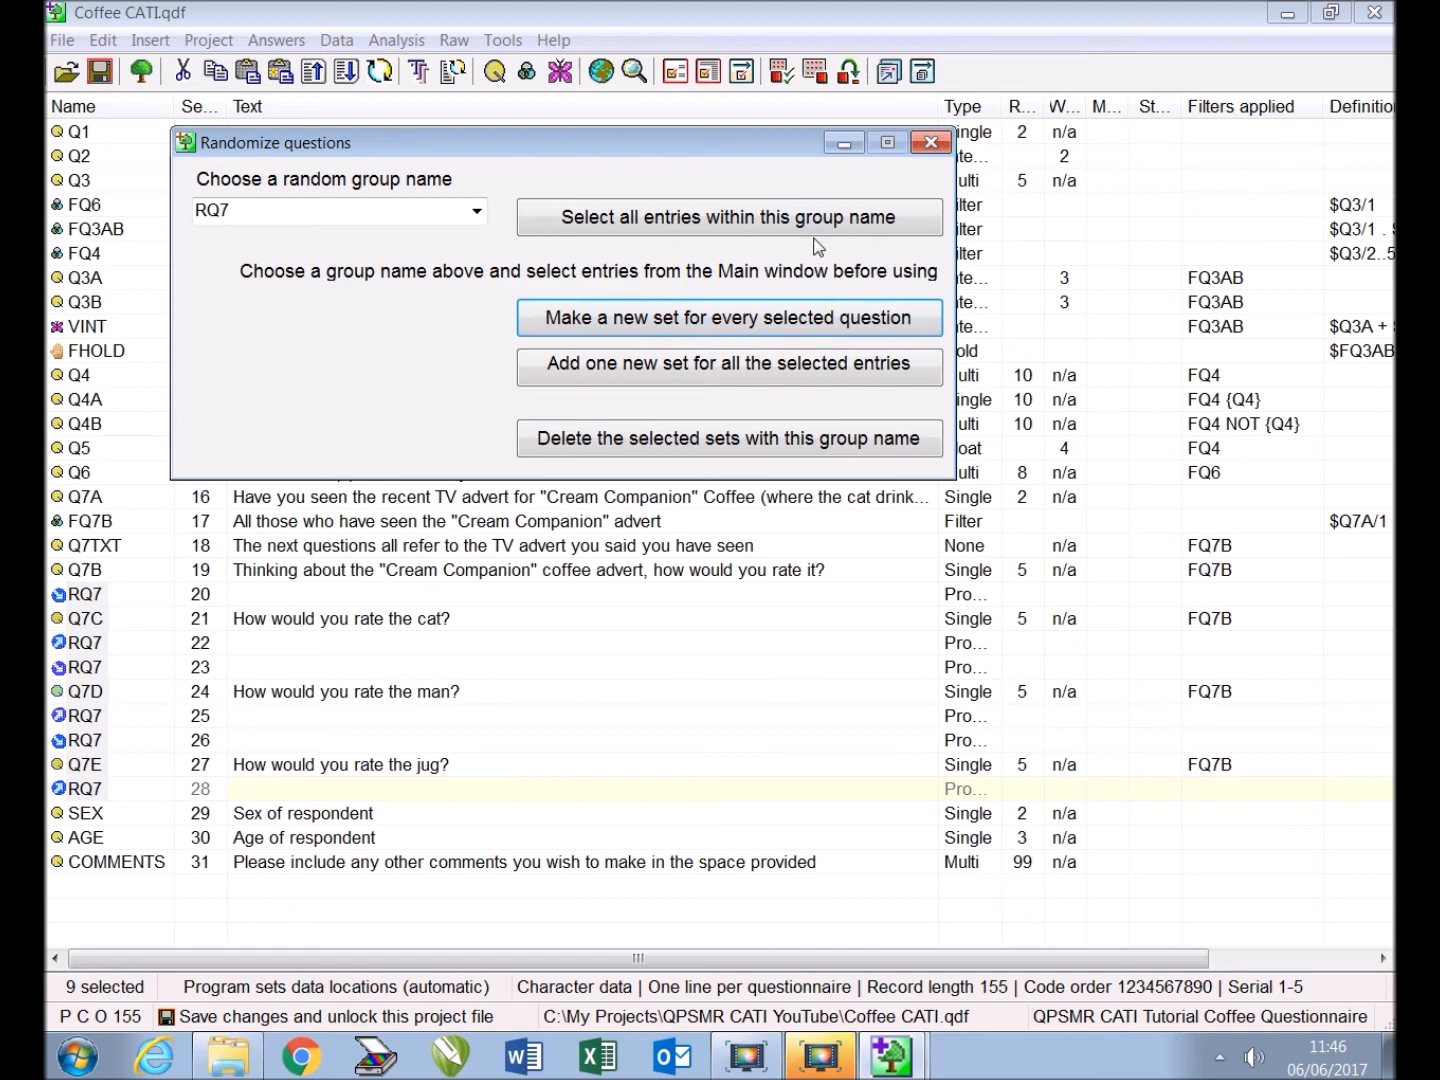 Coffee CATI.qdf
File Edit Insert Project Answers Data Analysis Raw Tools Help
Name Se... Text Type R... W... M... St... Filters applied Definitio
Q1 ingle 2 n/a
Randomize questions
Q2 te... 2
Q3 ulti 5 n/a
Choose a random group name
RQ7
Select all entries within this group name
FQ6 ilter $Q3/1
FQ3AB ilter $Q3/1 .
FQ4 ilter $Q3/2..5
Choose a group name above and select entries from the Main window before using
Q3A te... 3 FQ3AB
Q3B te... 3 FQ3AB
Make a new set for every selected question
VINT te... FQ3AB $Q3A +
FHOLD old $FQ3AB
Add one new set for all the selected entries
Q4 ulti 10 n/a FQ4
Q4A ingle 10 n/a FQ4 {Q4}
Q4B ulti 10 n/a FQ4 NOT {Q4}
Delete the selected sets with this group name
Q5 oat 4 FQ4
Q6 ulti 8 n/a FQ6
Q7A 16 Have you seen the recent TV advert for "Cream Companion" Coffee (where the cat drink... Single 2 n/a
FQ7B 17 All those who have seen the "Cream Companion" advert Filter $Q7A/1
Q7TXT 18 The next questions all refer to the TV advert you said you have seen None n/a FQ7B
Q7B 19 Thinking about the "Cream Companion" coffee advert, how would you rate it? Single 5 n/a FQ7B
RQ7 20 Pro...
Q7C 21 How would you rate the cat? Single 5 n/a FQ7B
RQ7 22 Pro...
RQ7 23 Pro...
Q7D 24 How would you rate the man? Single 5 n/a FQ7B
RQ7 25 Pro...
RQ7 26 Pro...
Q7E 27 How would you rate the jug? Single 5 n/a FQ7B
RQ7 28 Pro...
SEX 29 Sex of respondent Single 2 n/a
AGE 30 Age of respondent Single 3 n/a
COMMENTS 31 Please include any other comments you wish to make in the space provided Multi 99 n/a
9 selected Program sets data locations (automatic) Character data | One line per questionnaire | Record length 155 | Code order 1234567890 | Serial 1-5
P C O 155 Save changes and unlock this project file C:\My Projects\QPSMR CATI YouTube\Coffee CATI.qdf QPSMR CATI Tutorial Coffee Questionnaire
11:46
06/06/2017